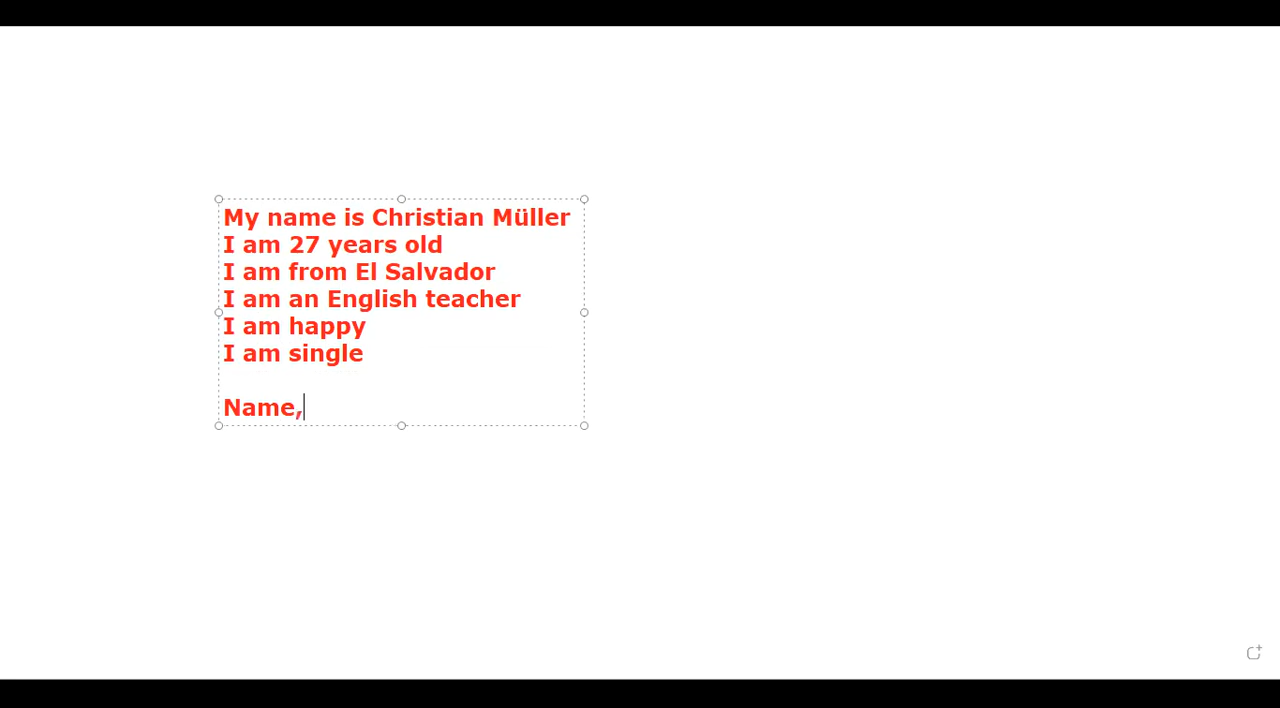 My name is Christian Müller
I am 27 years old
I am from El Salvador
I am an English teacher
I am happy
I am single
Name,